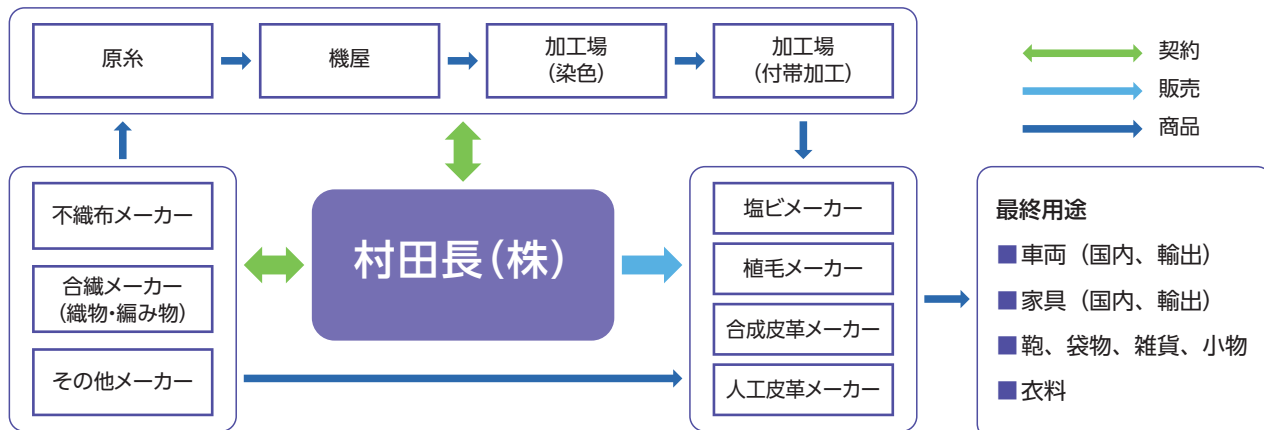 原糸
機屋
加工場
(染色)
加工場
(付帯加工)
契約
販売
商品
不織布メーカー
合繊メーカー
(織物・編み物)
その他メーカー
村田長(株)
塩ビメーカー
植毛メーカー
合成皮革メーカー
人工皮革メーカー
最終用途
■車両（国内、輸出）
■家具（国内、輸出）
■鞄、袋物、雑貨、小物
■衣料